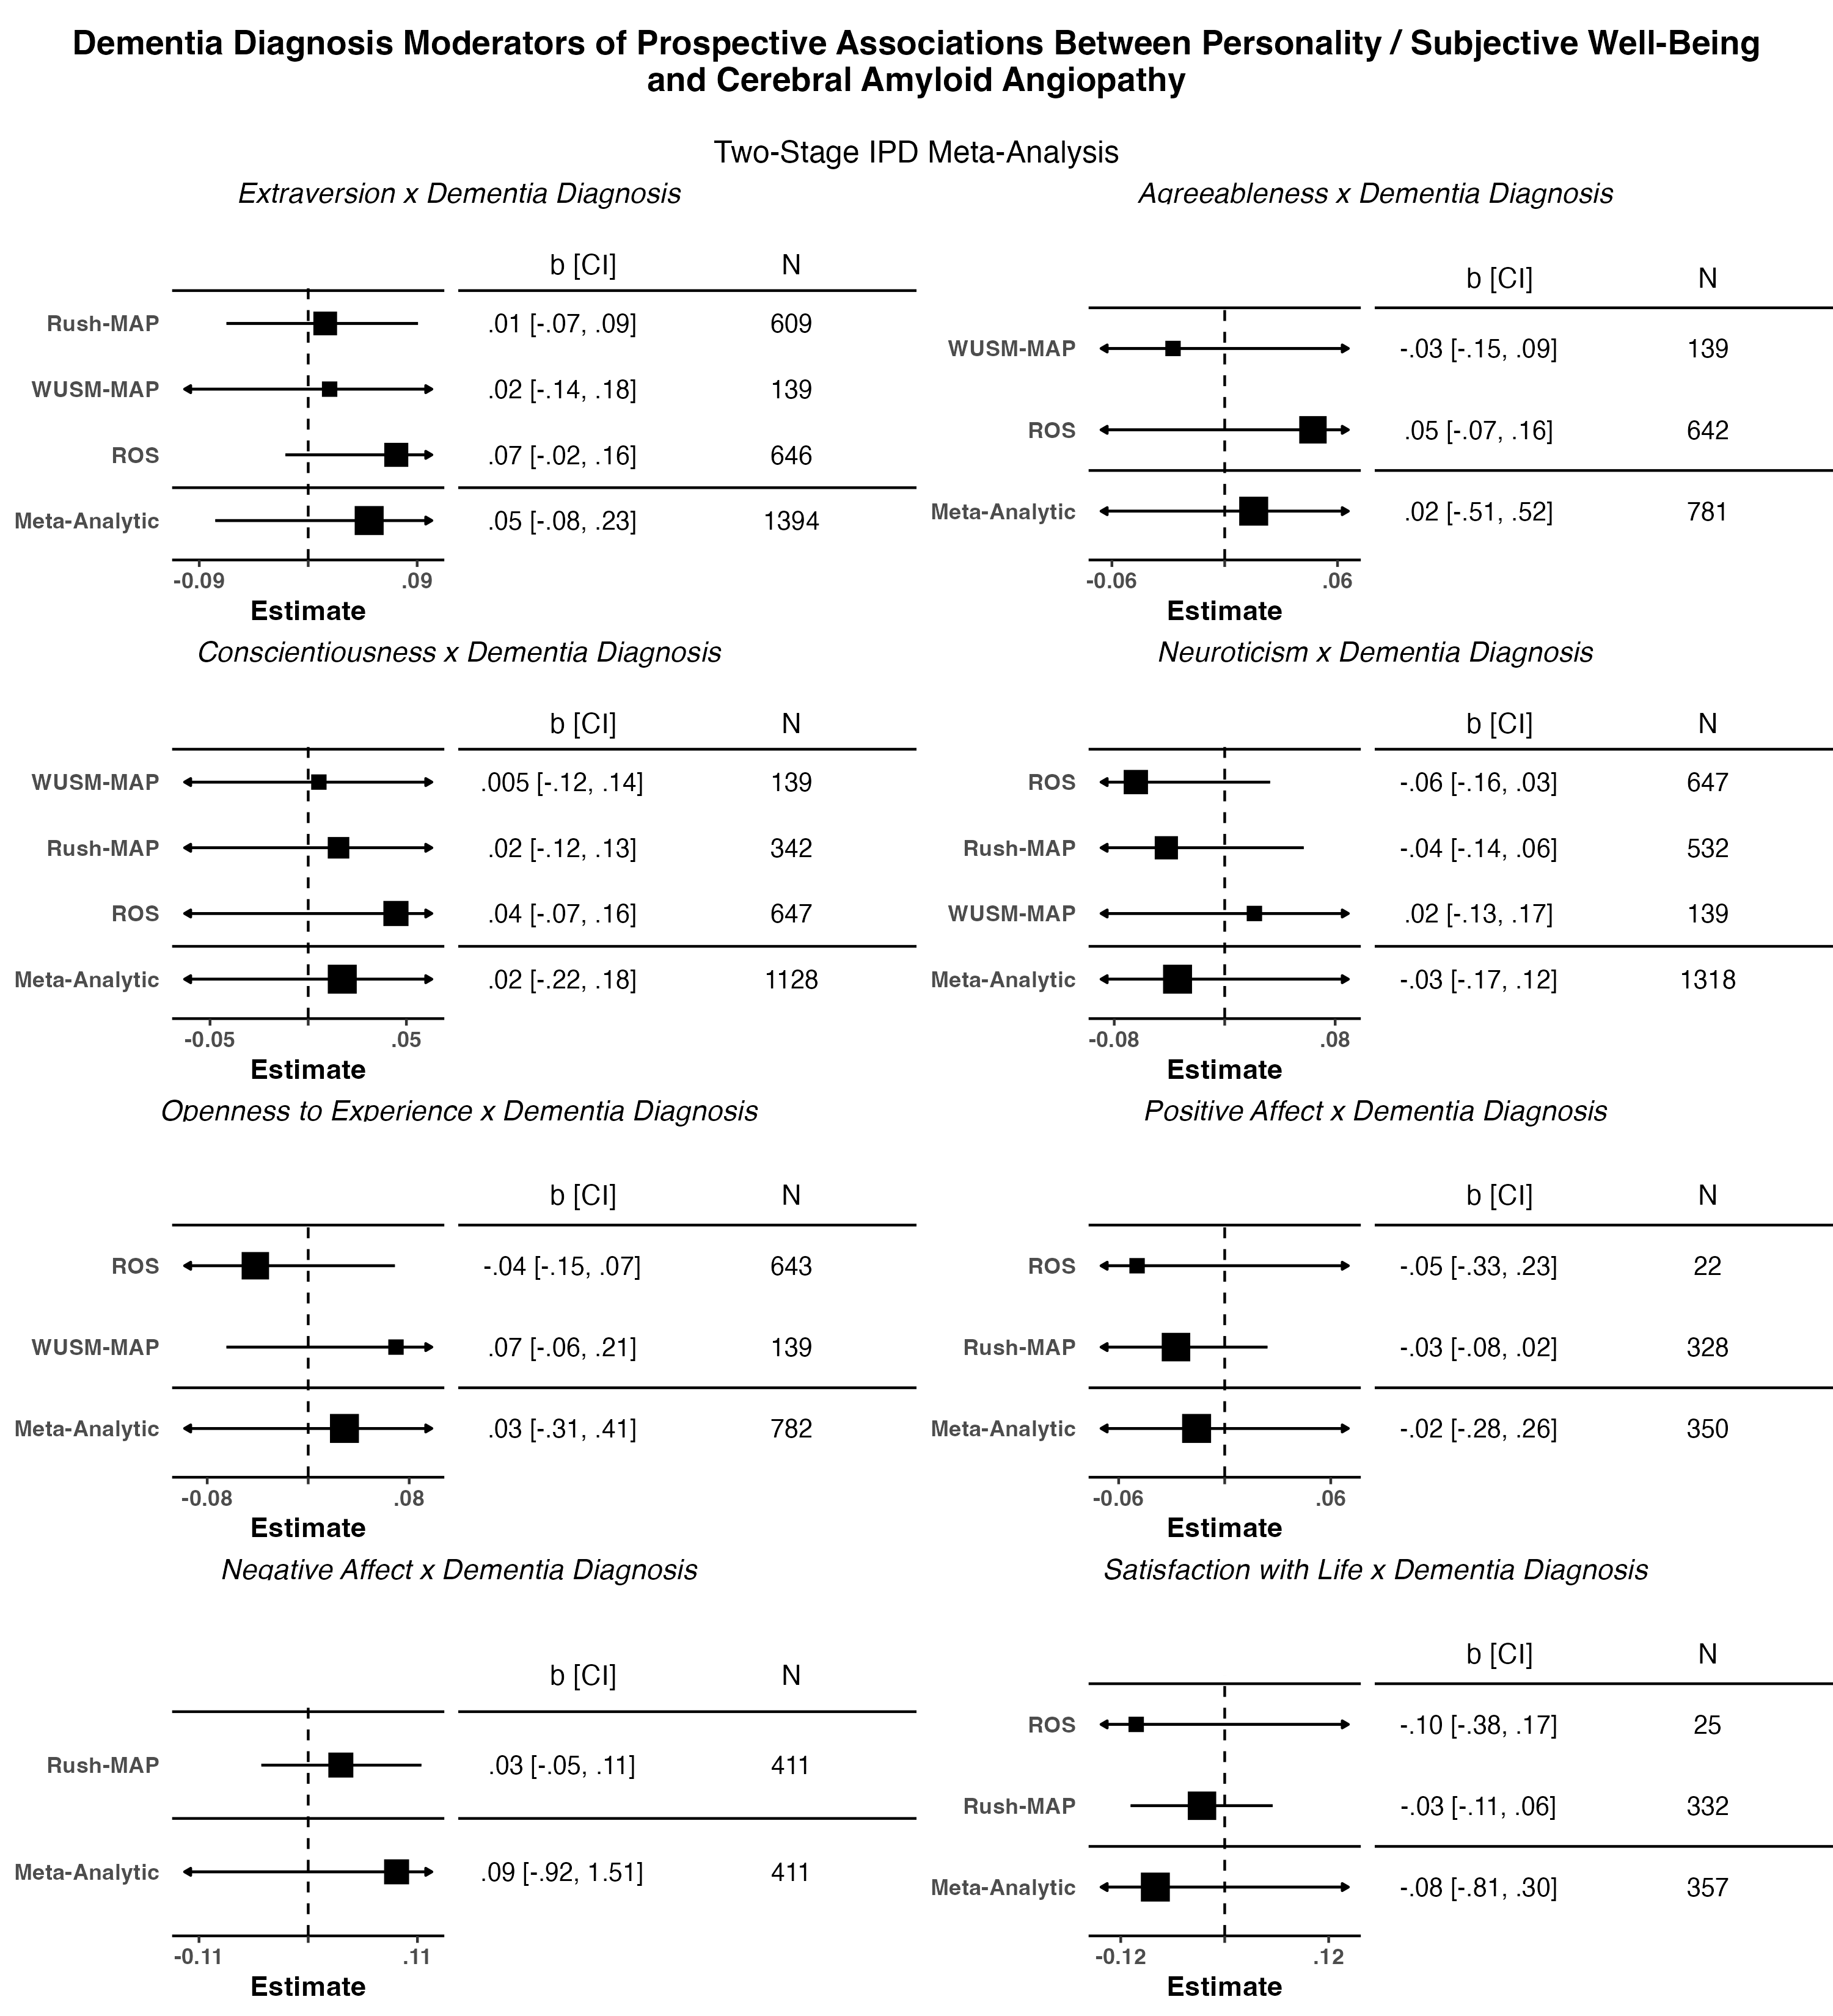 Dementia Diagnosis Moderators of Prospective Associations Between Personality / Subjective Well-Being
and Cerebral Amyloid Angiopathy
Two-Stage IPD Meta-Analysis
Extraversion x Dementia Diagnosis
b [CI] N
Rush-MAP .01 [-.07, .09] 609
WUSM-MAP .02 [-.14, .18] 139
ROS .07 [-.02, .16] 646
Meta-Analytic .05 [-.08, .23] 1394
-0.09 .09
Estimate
Agreeableness x Dementia Diagnosis
b [CI] N
WUSM-MAP -.03 [-.15, .09] 139
ROS .05 [-.07, .16] 642
Meta-Analytic .02 [-.51, .52] 781
-0.06 .06
Estimate
Conscientiousness x Dementia Diagnosis
b [CI] N
WUSM-MAP .005 [-.12, .14] 139
Rush-MAP .02 [-.12, .13] 342
ROS .04 [-.07, .16] 647
Meta-Analytic .02 [-.22, .18] 1128
-0.05 .05
Estimate
Neuroticism x Dementia Diagnosis
b [CI] N
ROS -.06 [-.16, .03] 647
Rush-MAP -.04 [-.14, .06] 532
WUSM-MAP .02 [-.13, .17] 139
Meta-Analytic -.03 [-.17, .12] 1318
-0.08 .08
Estimate
Openness to Experience x Dementia Diagnosis
b [CI] N
ROS -.04 [-.15, .07] 643
WUSM-MAP .07 [-.06, .21] 139
Meta-Analytic .03 [-.31, .41] 782
-0.08 .08
Estimate
Positive Affect x Dementia Diagnosis
b [CI] N
ROS -.05 [-.33, .23] 22
Rush-MAP -.03 [-.08, .02] 328
Meta-Analytic -.02 [-.28, .26] 350
-0.06 .06
Estimate
Negative Affect x Dementia Diagnosis
b [CI] N
Rush-MAP .03 [-.05, .11] 411
Meta-Analytic .09 [-.92, 1.51] 411
-0.11 .11
Estimate
Satisfaction with Life x Dementia Diagnosis
b [CI] N
ROS -.10 [-.38, .17] 25
Rush-MAP -.03 [-.11, .06] 332
Meta-Analytic -.08 [-.81, .30] 357
-0.12 .12
Estimate